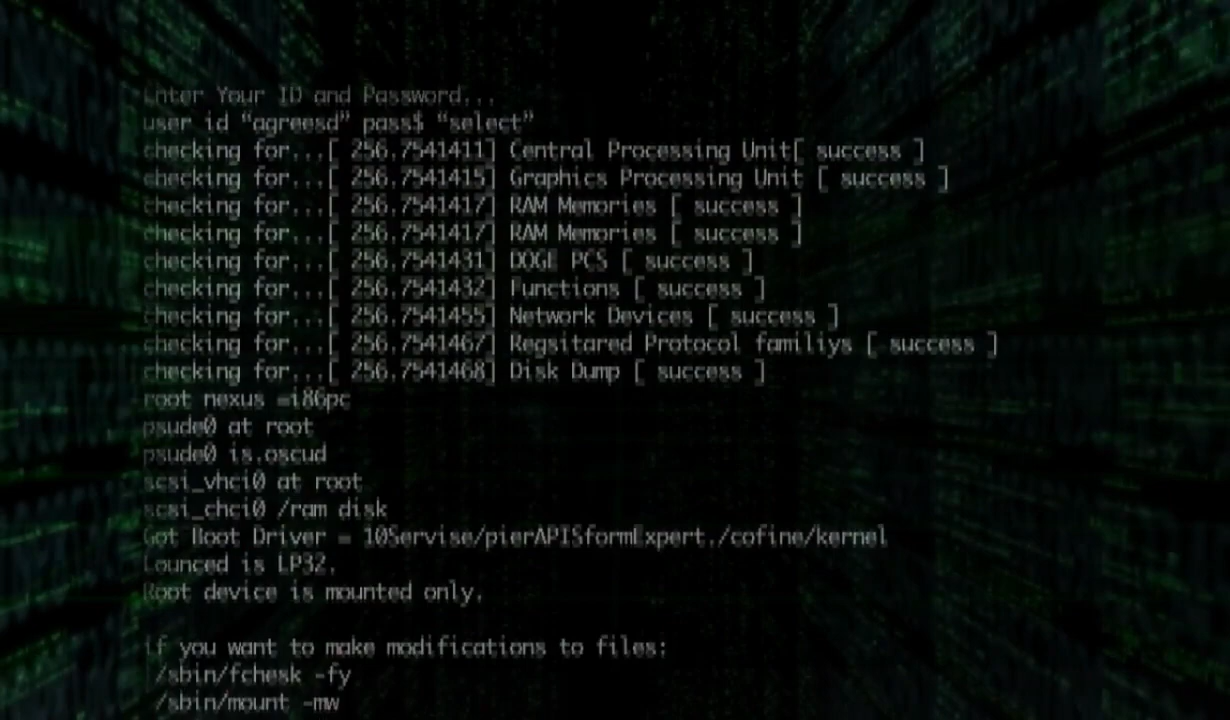 Enter Your ID and Password...
user id “agreesd” pass$ “select”
checking for...[ 256.7541411] Central Processing Unit[ success ]
checking for...[ 256.7541415] Graphics Processing Unit [ success ]
checking for...[ 256.7541417] RAM Memories [ success ]
checking for...[ 256.7541417] RAM Memories [ success ]
checking for...[ 256.7541431] DOGE PCS [ success ]
checking for...[ 256.7541432] Functions [ success ]
checking for...[ 256.7541455] Network Devices [ success ]
checking for...[ 256.7541467] Regsitared Protocol familiys [ success ]
checking for...[ 256.7541468] Disk Dump [ success ]
root nexus =i86pc
psude0 at root
psude0 is.oscud
scsi_vhci0 at root
scsi_chci0 /ram disk
Got Boot Driver = 10Servise/pierAPISformExpert./cofine/kernel
Lounced is LP32.
Root device is mounted only.
if you want to make modifications to files:
/sbin/fchesk -fy
/sbin/mount -mw